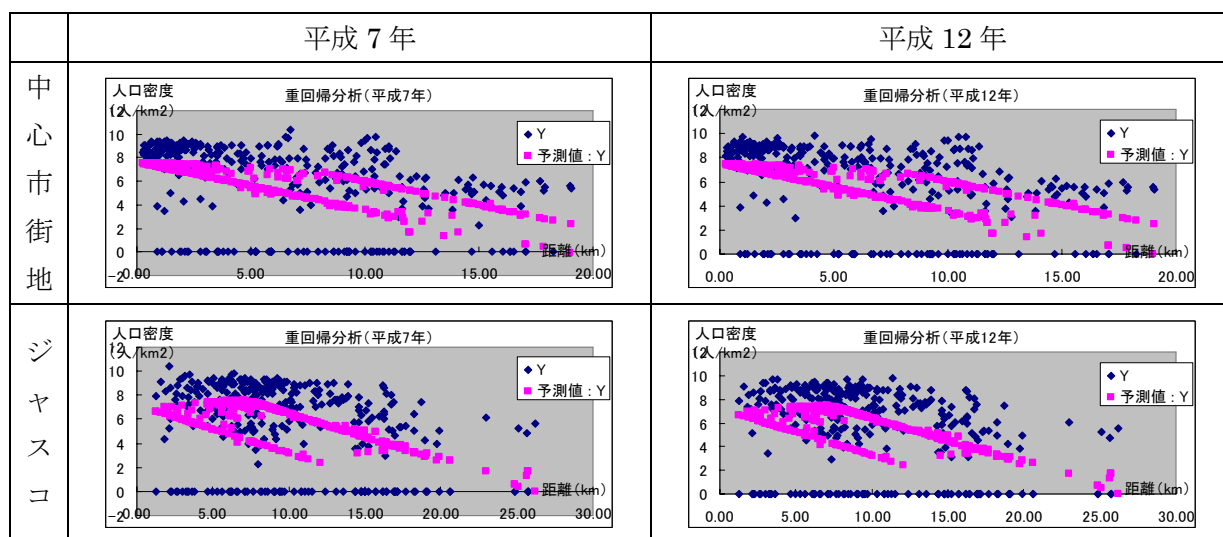 平成 7 年
平成 12 年
中心市街地
人口密度
(人/km2)
重回帰分析(平成7年)
Y
予測値:Y
12
10
8
6
4
2
0
-2
距離(km)
0.00 5.00 10.00 15.00 20.00
人口密度
(人/km2)
重回帰分析(平成12年)
Y
予測値:Y
12
10
8
6
4
2
0
距離(km)
0.00 5.00 10.00 15.00 20.00
ジャスコ
人口密度
(人/km2)
重回帰分析(平成7年)
Y
予測値:Y
12
10
8
6
4
2
0
-2
距離(km)
0.00 5.00 10.00 15.00 20.00 25.00 30.00
人口密度
(人/km2)
重回帰分析(平成12年)
Y
予測値:Y
12
10
8
6
4
2
0
距離(km)
0.00 5.00 10.00 15.00 20.00 25.00 30.00